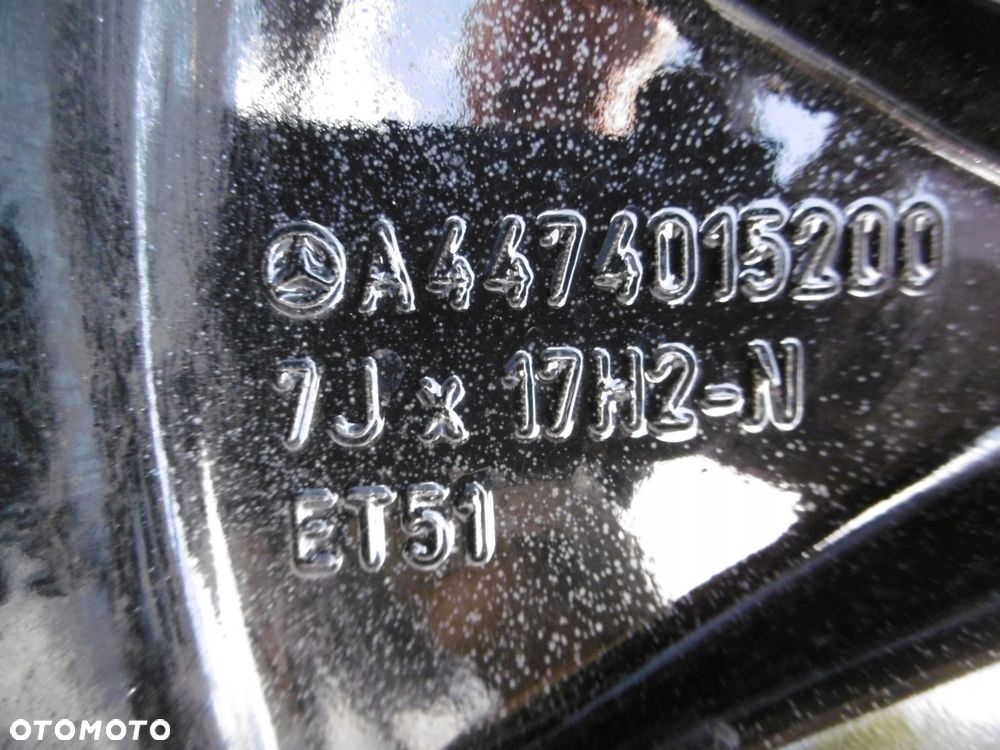 A4474015200
7J x 17H2-N
ET51
OTOMOTO